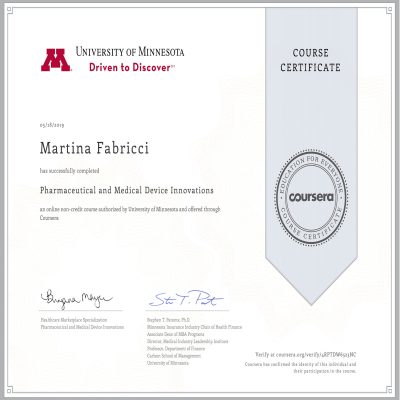 UNIVERSITY OF MINNESOTA
Driven to Discover
COURSE
CERTIFICATE
05/16/2019
Martina Fabricci
has successfully completed
Pharmaceutical and Medical Device Innovations
an online non-credit course authorized by University of Minnesota and offered through
Coursera
EDUCATION FOR EVERYONE
coursera
COURSE CERTIFICATE
Healthcare Marketplace Specialization
Pharmaceutical and Medical Device Innovations
Stephen T. Parente, Ph.D.
Minnesota Insurance Industry Chair of Health Finance
Associate Dean of MBA Programs
Director, Medical Industry Leadership Institute
Professor, Department of Finance
Carlson School of Management
University of Minnesota
Verify at coursera.org/verify/
Coursera has confirmed the identity of this individual and
their participation in the course.